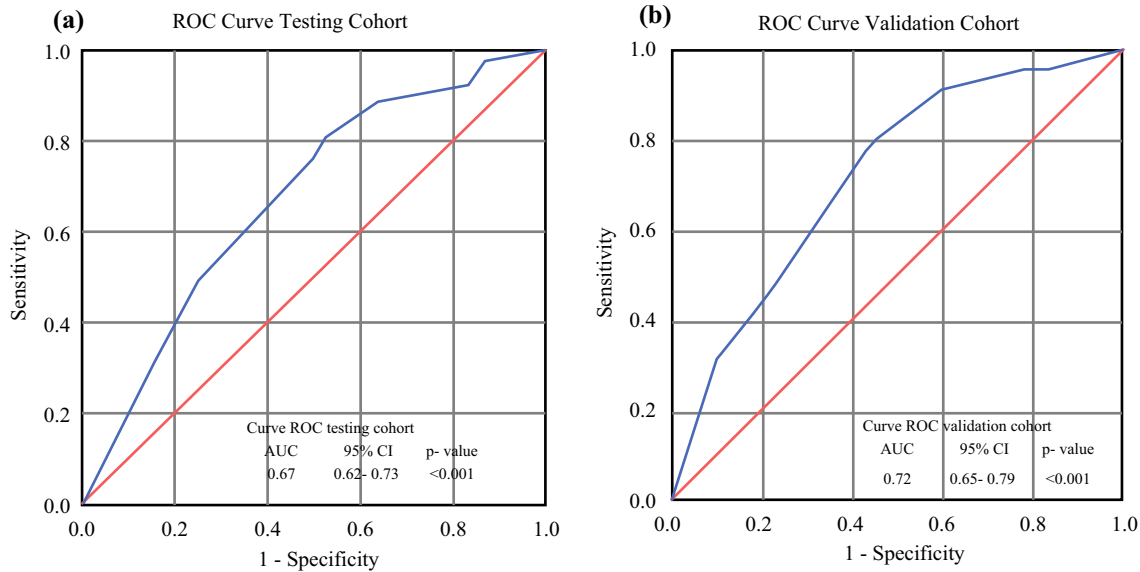 (a)
ROC Curve Testing Cohort
1.0
0.8
0.6
0.4
0.2
0.0
Sensitivity
Curve ROC testing cohort
AUC 95% CI p- value
0.67 0.62- 0.73 <0.001
0.0 0.2 0.4 0.6 0.8 1.0
1 - Specificity
(b)
ROC Curve Validation Cohort
1.0
0.8
0.6
0.4
0.2
0.0
Sensitivity
Curve ROC validation cohort
AUC 95% CI p- value
0.72 0.65- 0.79 <0.001
0.0 0.2 0.4 0.6 0.8 1.0
1 - Specificity